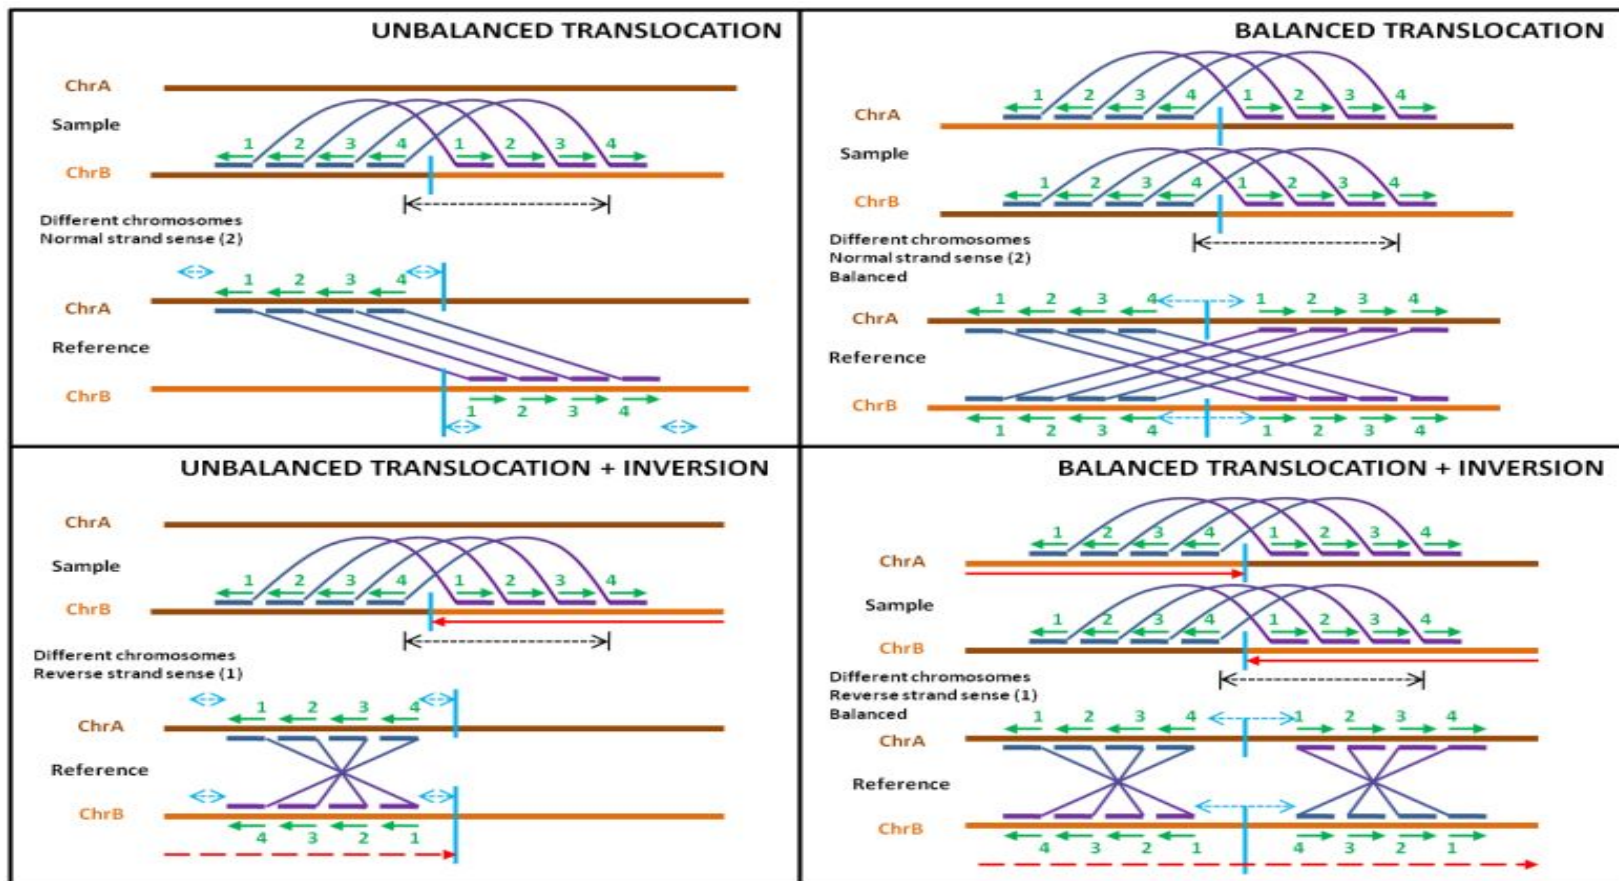 UNBALANCED TRANSLOCATION
ChrA
Sample
1 2 3 4 1 2 3 4
ChrB
Different chromosomes
Normal strand sense (2)
1 2 3 4
ChrA
Reference
ChrB
1 2 3 4
BALANCED TRANSLOCATION
1 2 3 4 1 2 3 4
ChrA
Sample
1 2 3 4 1 2 3 4
ChrB
Different chromosomes
Normal strand sense (2)
Balanced
1 2 3 4 1 2 3 4
ChrA
Reference
ChrB
1 2 3 4 1 2 3 4
UNBALANCED TRANSLOCATION + INVERSION
ChrA
Sample
1 2 3 4 1 2 3 4
ChrB
Different chromosomes
Reverse strand sense (1)
1 2 3 4
ChrA
Reference
ChrB
4 3 2 1
BALANCED TRANSLOCATION + INVERSION
1 2 3 4 1 2 3 4
ChrA
Sample
1 2 3 4 1 2 3 4
ChrB
Different chromosomes
Reverse strand sense (1)
Balanced
1 2 3 4 1 2 3 4
ChrA
Reference
ChrB
4 3 2 1 4 3 2 1